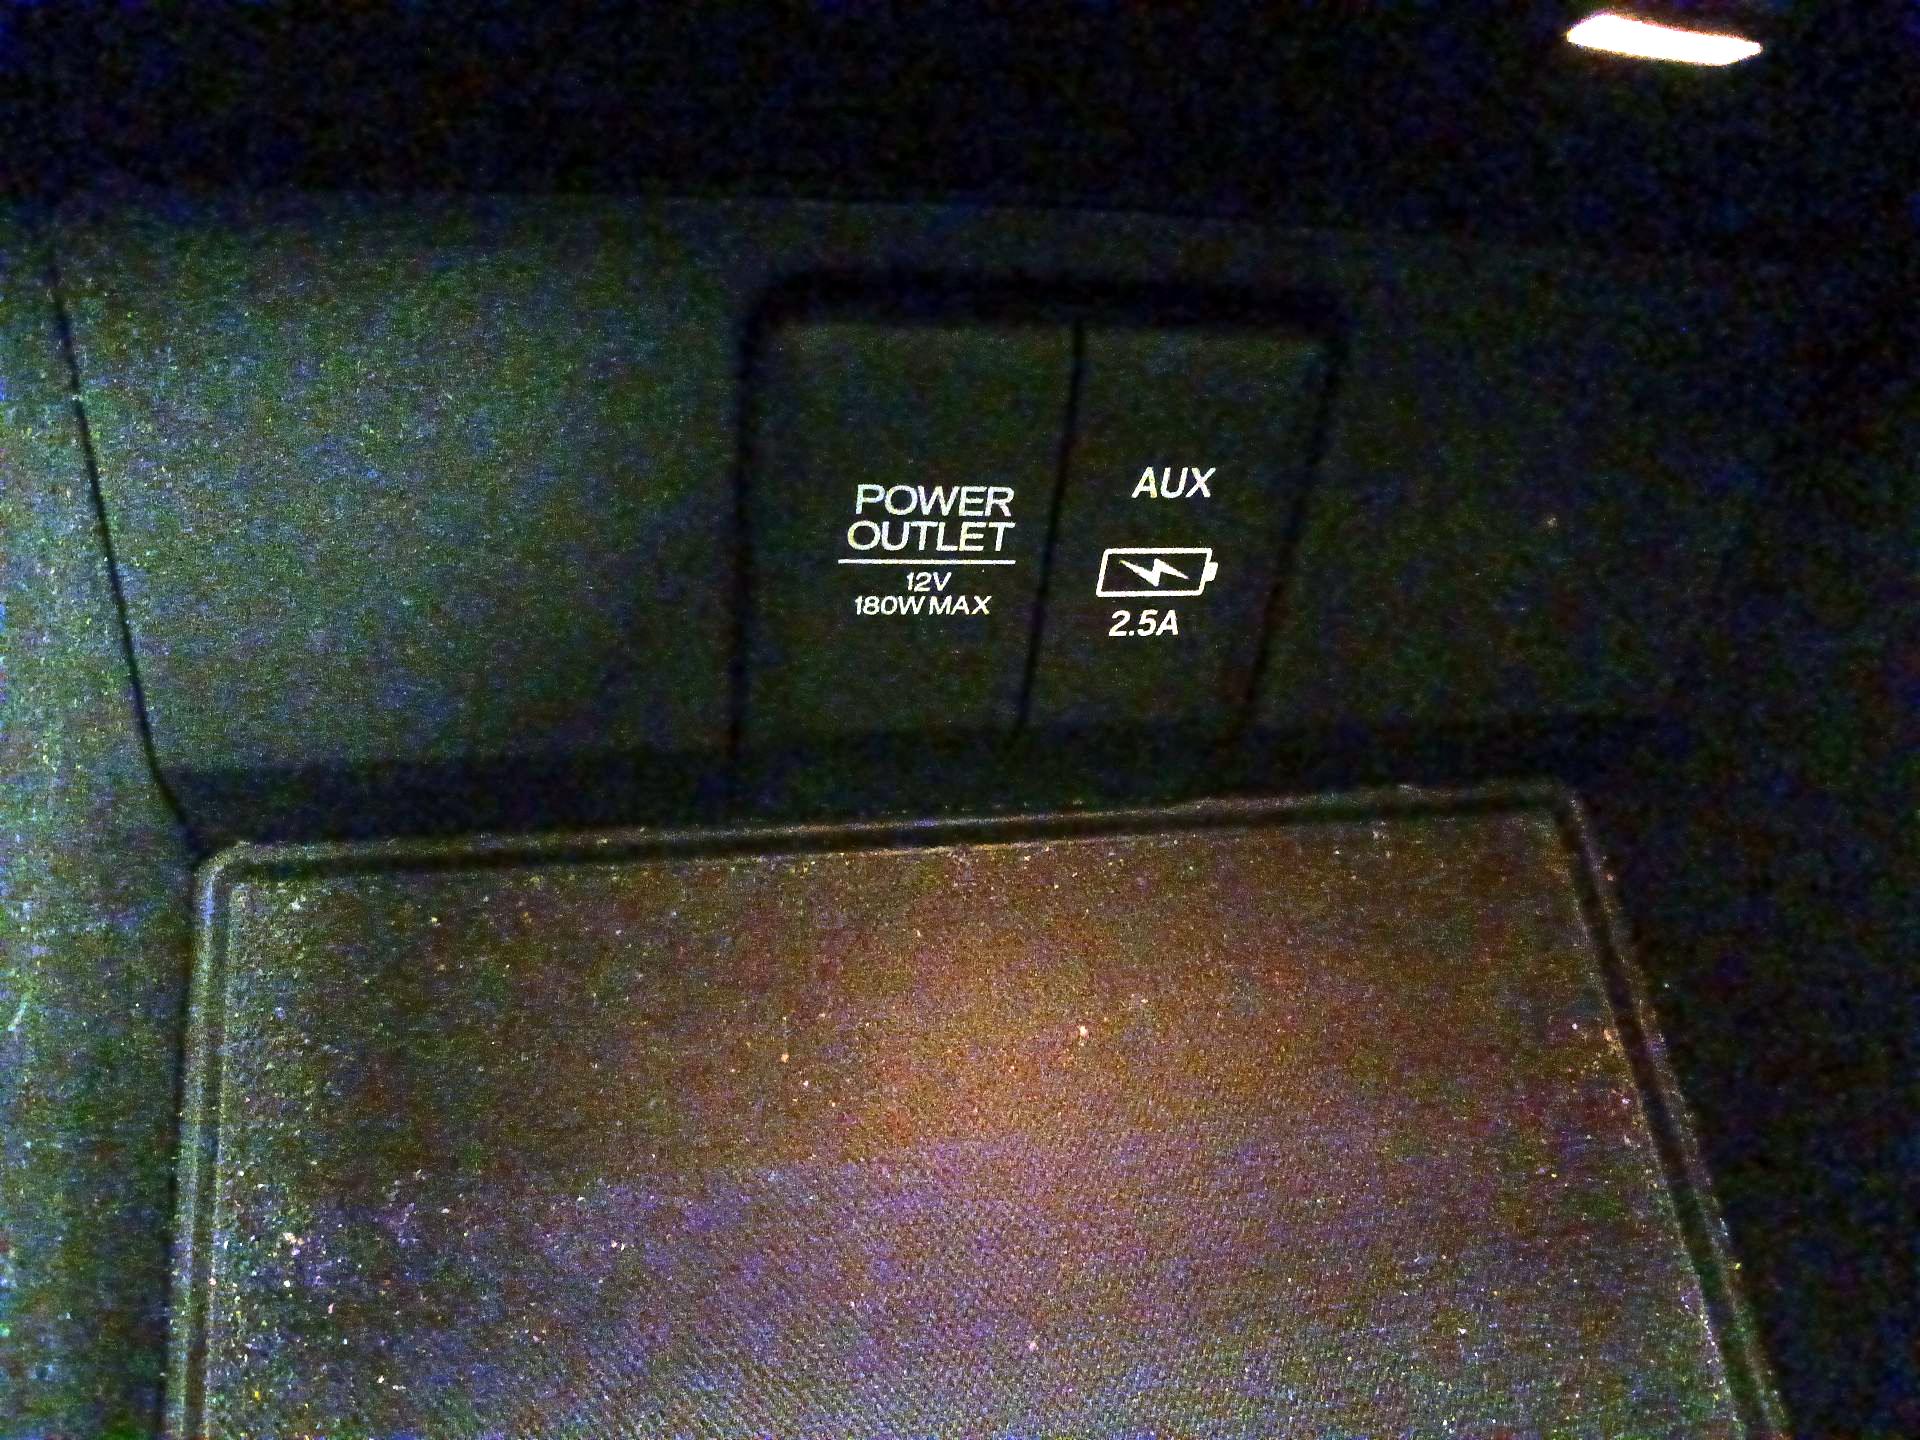 POWER
OUTLET
12V
180W MAX
AUX
2.5A